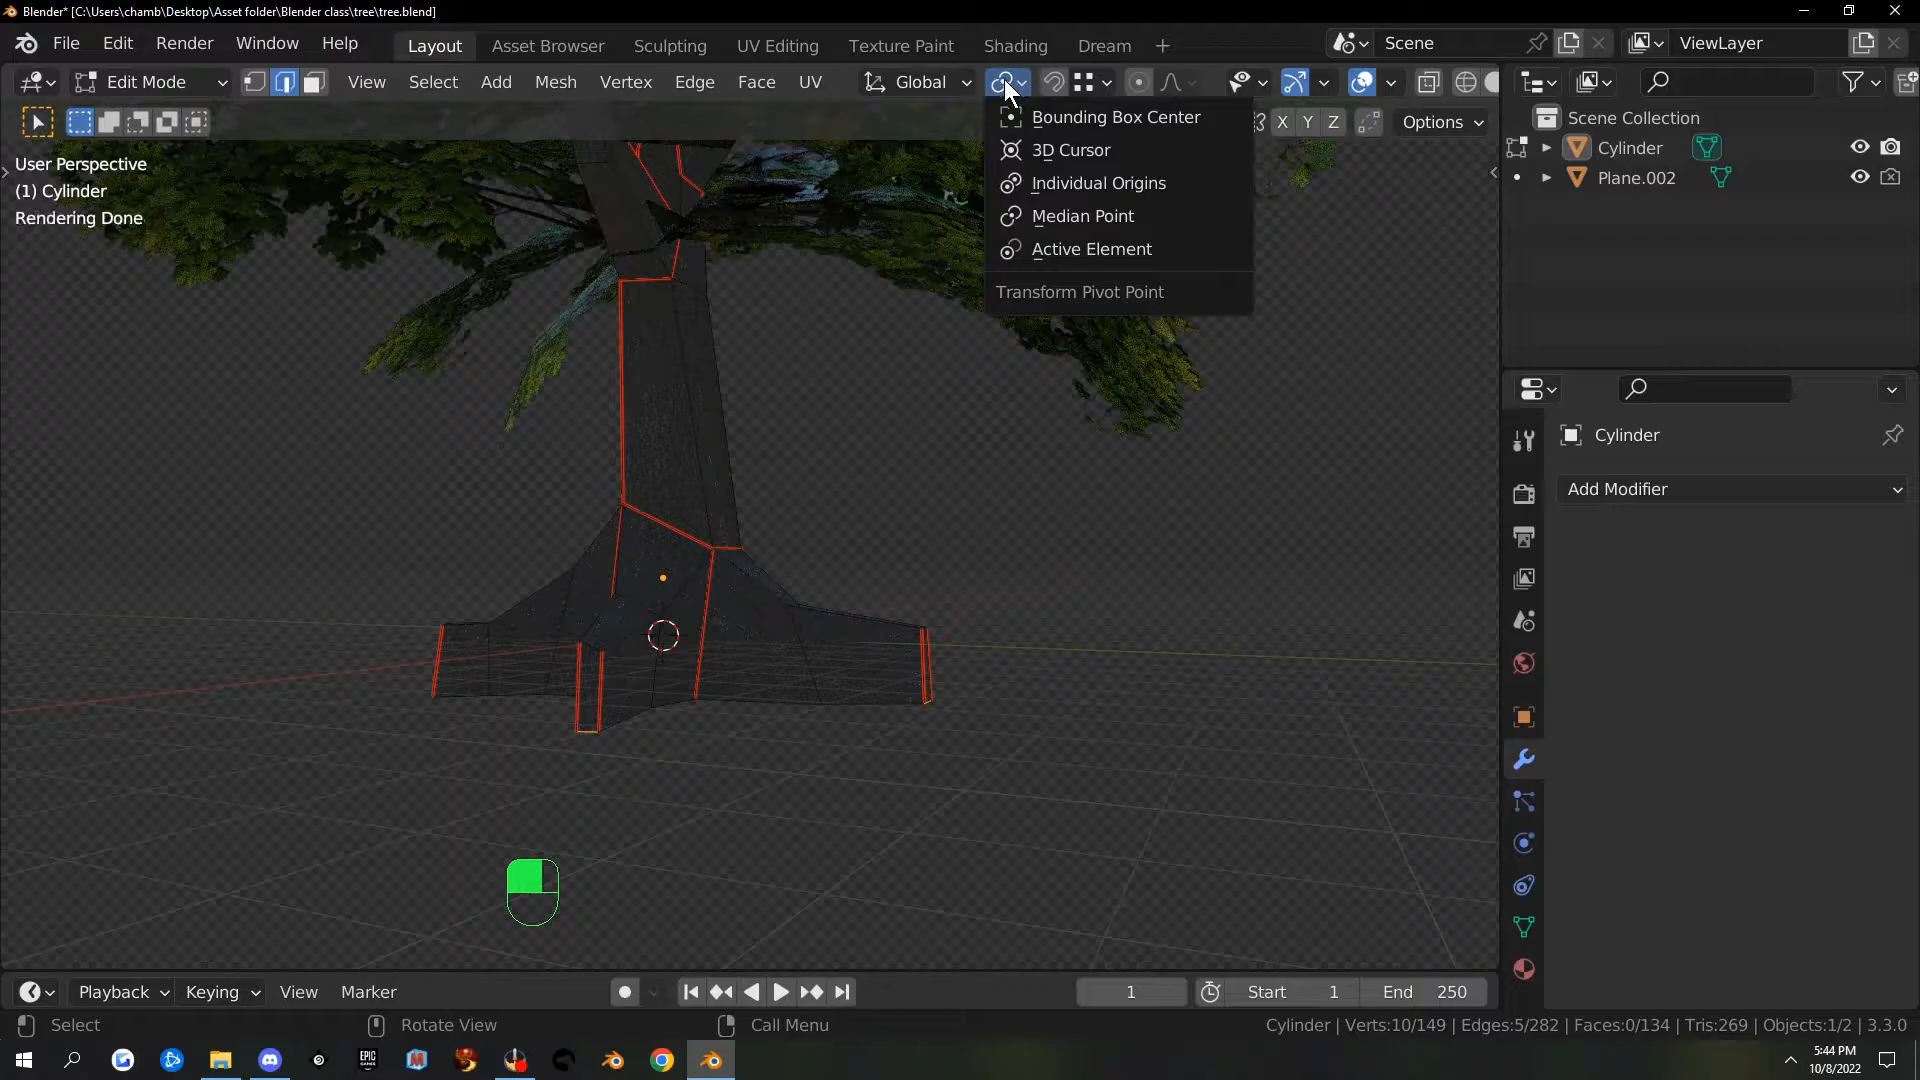 Blender* [C:\Users\chamb\Desktop\Asset folder\Blender class\tree\tree.blend]
File Edit Render Window Help Layout Asset Browser Sculpting UV Editing Texture Paint Shading Dream + Scene ViewLayer
Edit Mode View Select Add Mesh Vertex Edge Face UV Global
X Y Z Options
User Perspective
(1) Cylinder
Rendering Done
Bounding Box Center
3D Cursor
Individual Origins
Median Point
Active Element
Transform Pivot Point
Scene Collection
Cylinder
Plane.002
Cylinder
Add Modifier
Playback Keying View Marker 1 Start 1 End 250
Select Rotate View Call Menu Cylinder | Verts:10/149 | Edges:5/282 | Faces:0/134 | Tris:269 | Objects:1/2 | 3.3.0
EPIC GAMES
5:44 PM
10/8/2022